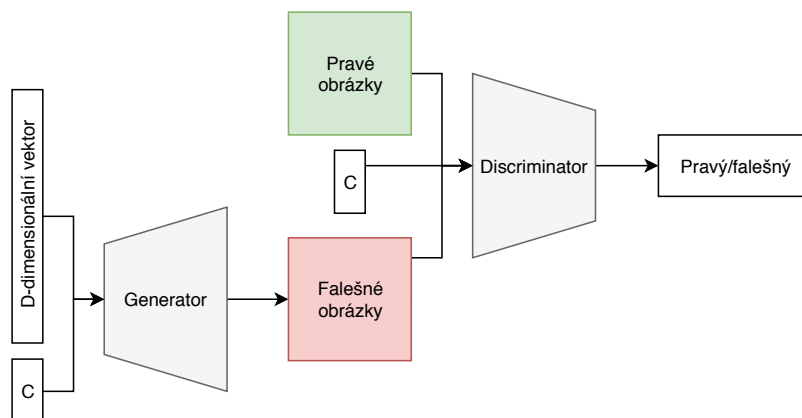 D-dimensionální vektor
C
Generator
Pravé
obrázky
C
Falešné
obrázky
Discriminator
Pravý/falešný